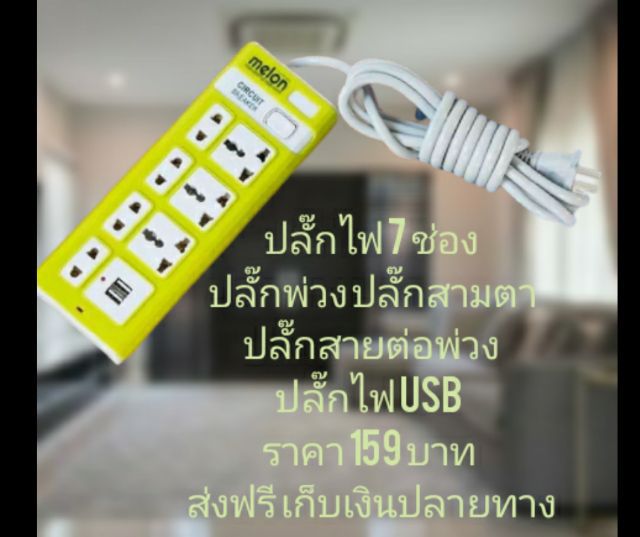 melon
CIRCUIT
BREAKER
ปลั๊กไฟ 7 ช่อง
ปลั๊กพ่วง ปลั๊กสามตา
ปลั๊กสายต่อพ่วง
ปลั๊กไฟ USB
ราคา 159 บาท
ส่งฟรี เก็บเงินปลายทาง